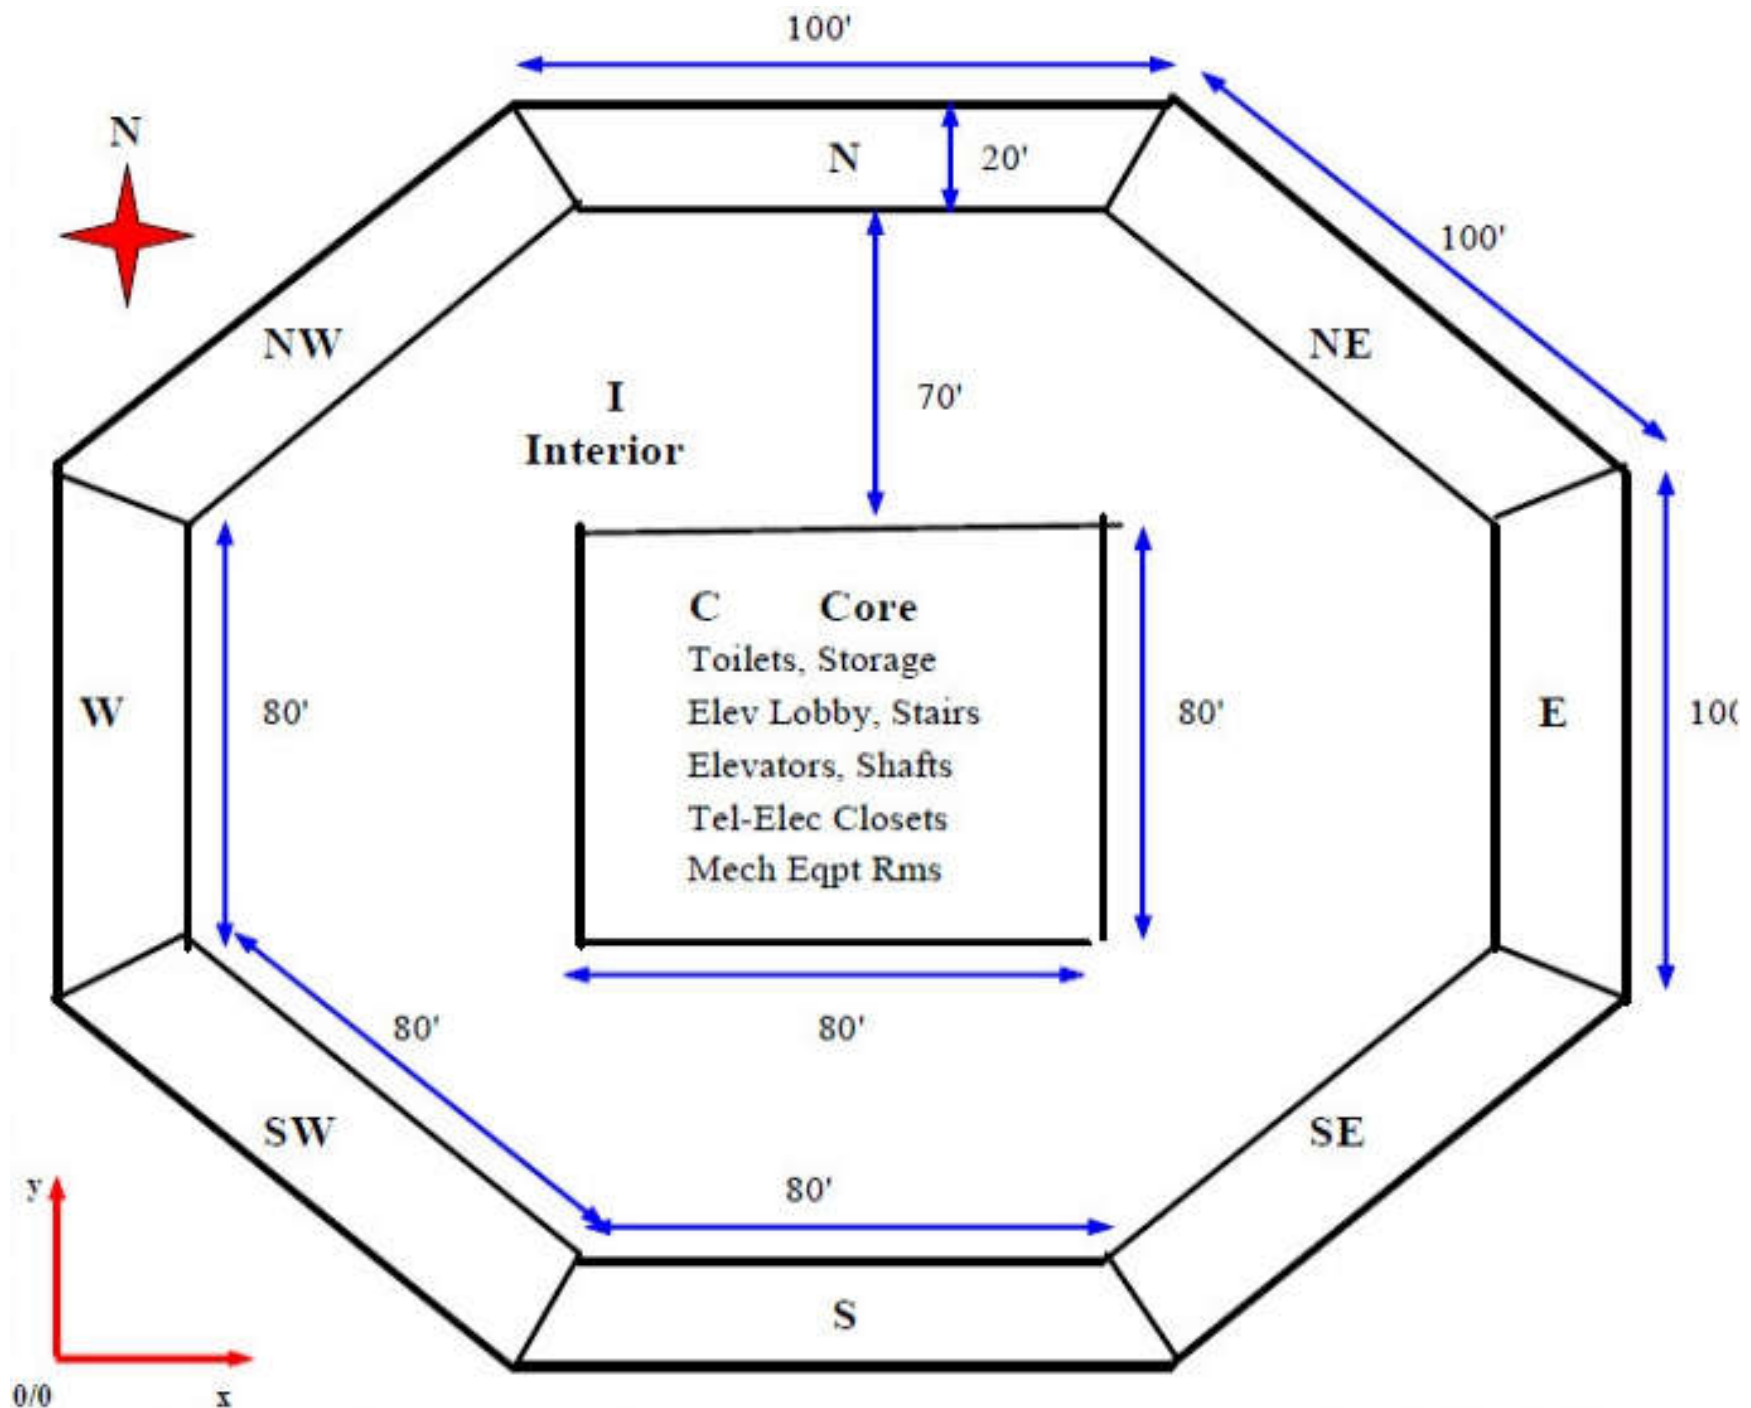 100'
N
N
20'
100'
NW
NE
I
70'
Interior
C Core
Toilets, Storage
W
80'
Elev Lobby, Stairs
80'
E
Elevators, Shafts
Tel-Elec Closets
Mech Eqpt Rms
80'
80'
SW
SE
y
80'
S
0/0
x